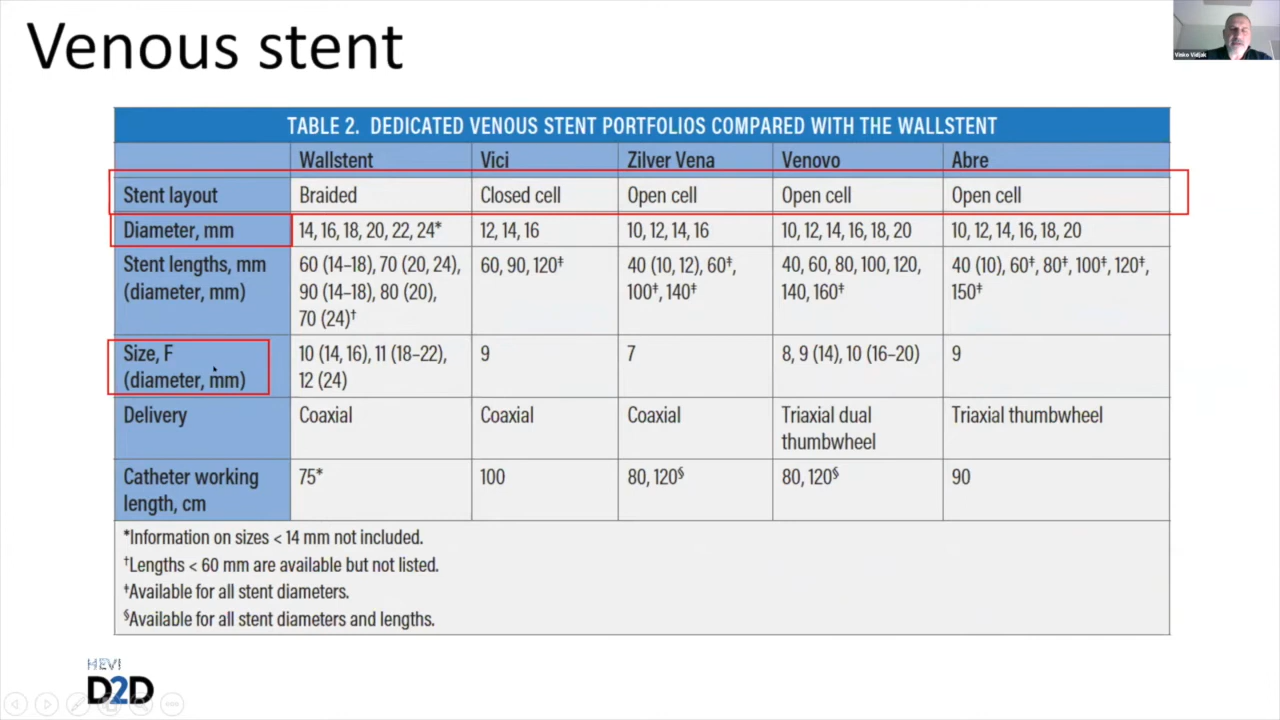 Venous stent
Vinko Vidjak
TABLE 2. DEDICATED VENOUS STENT PORTFOLIOS COMPARED WITH THE WALLSTENT
Wallstent Vici Zilver Vena Venovo Abre
Stent layout Braided Closed cell Open cell Open cell Open cell
Diameter, mm 14, 16, 18, 20, 22, 24* 12, 14, 16 10, 12, 14, 16 10, 12, 14, 16, 18, 20 10, 12, 14, 16, 18, 20
Stent lengths, mm 60 (14–18), 70 (20, 24), 60, 90, 120‡ 40 (10, 12), 60‡, 40, 60, 80, 100, 120, 40 (10), 60‡, 80‡, 100‡, 120‡,
(diameter, mm) 90 (14–18), 80 (20), 100‡, 140‡ 140, 160‡ 150‡
70 (24)†
Size, F 10 (14, 16), 11 (18–22), 9 7 8, 9 (14), 10 (16–20) 9
(diameter, mm) 12 (24)
Delivery Coaxial Coaxial Coaxial Triaxial dual Triaxial thumbwheel
thumbwheel
Catheter working 75* 100 80, 120§ 80, 120§ 90
length, cm
*Information on sizes < 14 mm not included.
†Lengths < 60 mm are available but not listed.
‡Available for all stent diameters.
§Available for all stent diameters and lengths.
HEVI
D2D